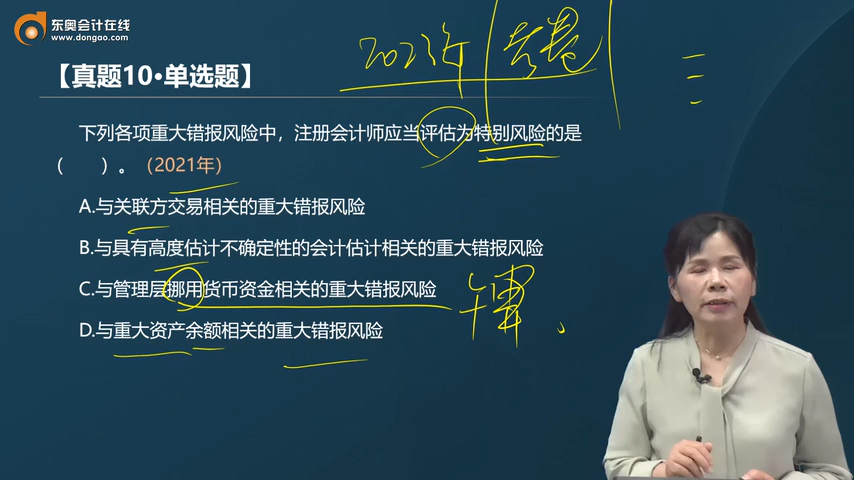 东奥会计在线
www.dongao.com
2023年
【真题10·单选题】
下列各项重大错报风险中，注册会计师应当评估为特别风险的是
（　　）。（2021年）
A.与关联方交易相关的重大错报风险
B.与具有高度估计不确定性的会计估计相关的重大错报风险
C.与管理层挪用货币资金相关的重大错报风险
D.与重大资产余额相关的重大错报风险